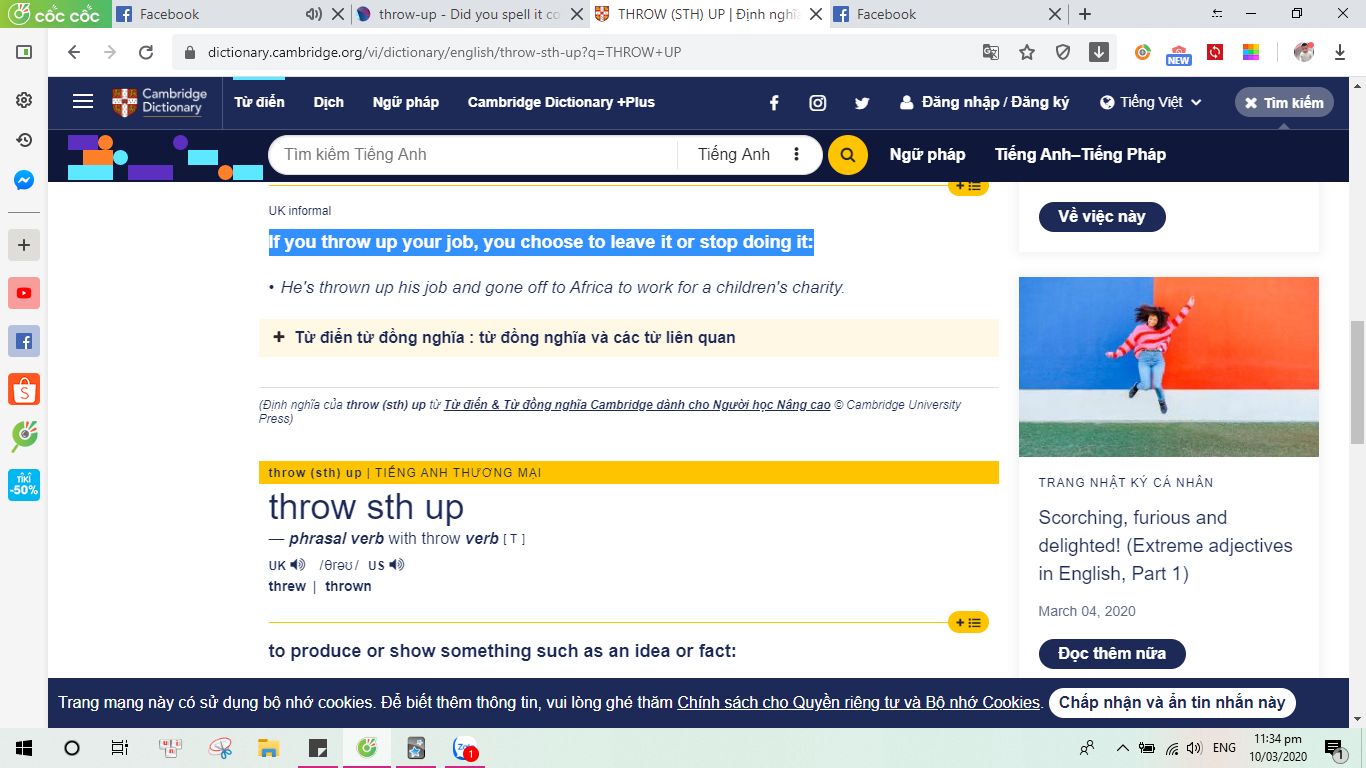 cốc cốc
Facebook
throw-up - Did you spell it co
THROW (STH) UP | Định nghĩa
Facebook
dictionary.cambridge.org/vi/dictionary/english/throw-sth-up?q=THROW+UP
NEW
Cambridge
Dictionary
Từ điển
Dịch
Ngữ pháp
Cambridge Dictionary +Plus
Đăng nhập / Đăng ký
Tiếng Việt
Tìm kiếm
Tìm kiếm Tiếng Anh
Tiếng Anh
Ngữ pháp
Tiếng Anh–Tiếng Pháp
UK informal
If you throw up your job, you choose to leave it or stop doing it:
• He's thrown up his job and gone off to Africa to work for a children's charity.
+ Từ điển từ đồng nghĩa : từ đồng nghĩa và các từ liên quan
(Định nghĩa của throw (sth) up từ Từ điển & Từ đồng nghĩa Cambridge dành cho Người học Nâng cao © Cambridge University
Press)
throw (sth) up | TIẾNG ANH THƯƠNG MẠI
throw sth up
— phrasal verb with throw verb [ T ]
UK /θrəʊ/ US
threw | thrown
to produce or show something such as an idea or fact:
Về việc này
TRANG NHẬT KÝ CÁ NHÂN
Scorching, furious and
delighted! (Extreme adjectives
in English, Part 1)
March 04, 2020
Đọc thêm nữa
TIKI
-50%
Trang mạng này có sử dụng bộ nhớ cookies. Để biết thêm thông tin, vui lòng ghé thăm Chính sách cho Quyền riêng tư và Bộ nhớ Cookies.
Chấp nhận và ẩn tin nhắn này
Zalo
1
ENG
11:34 pm
10/03/2020
1